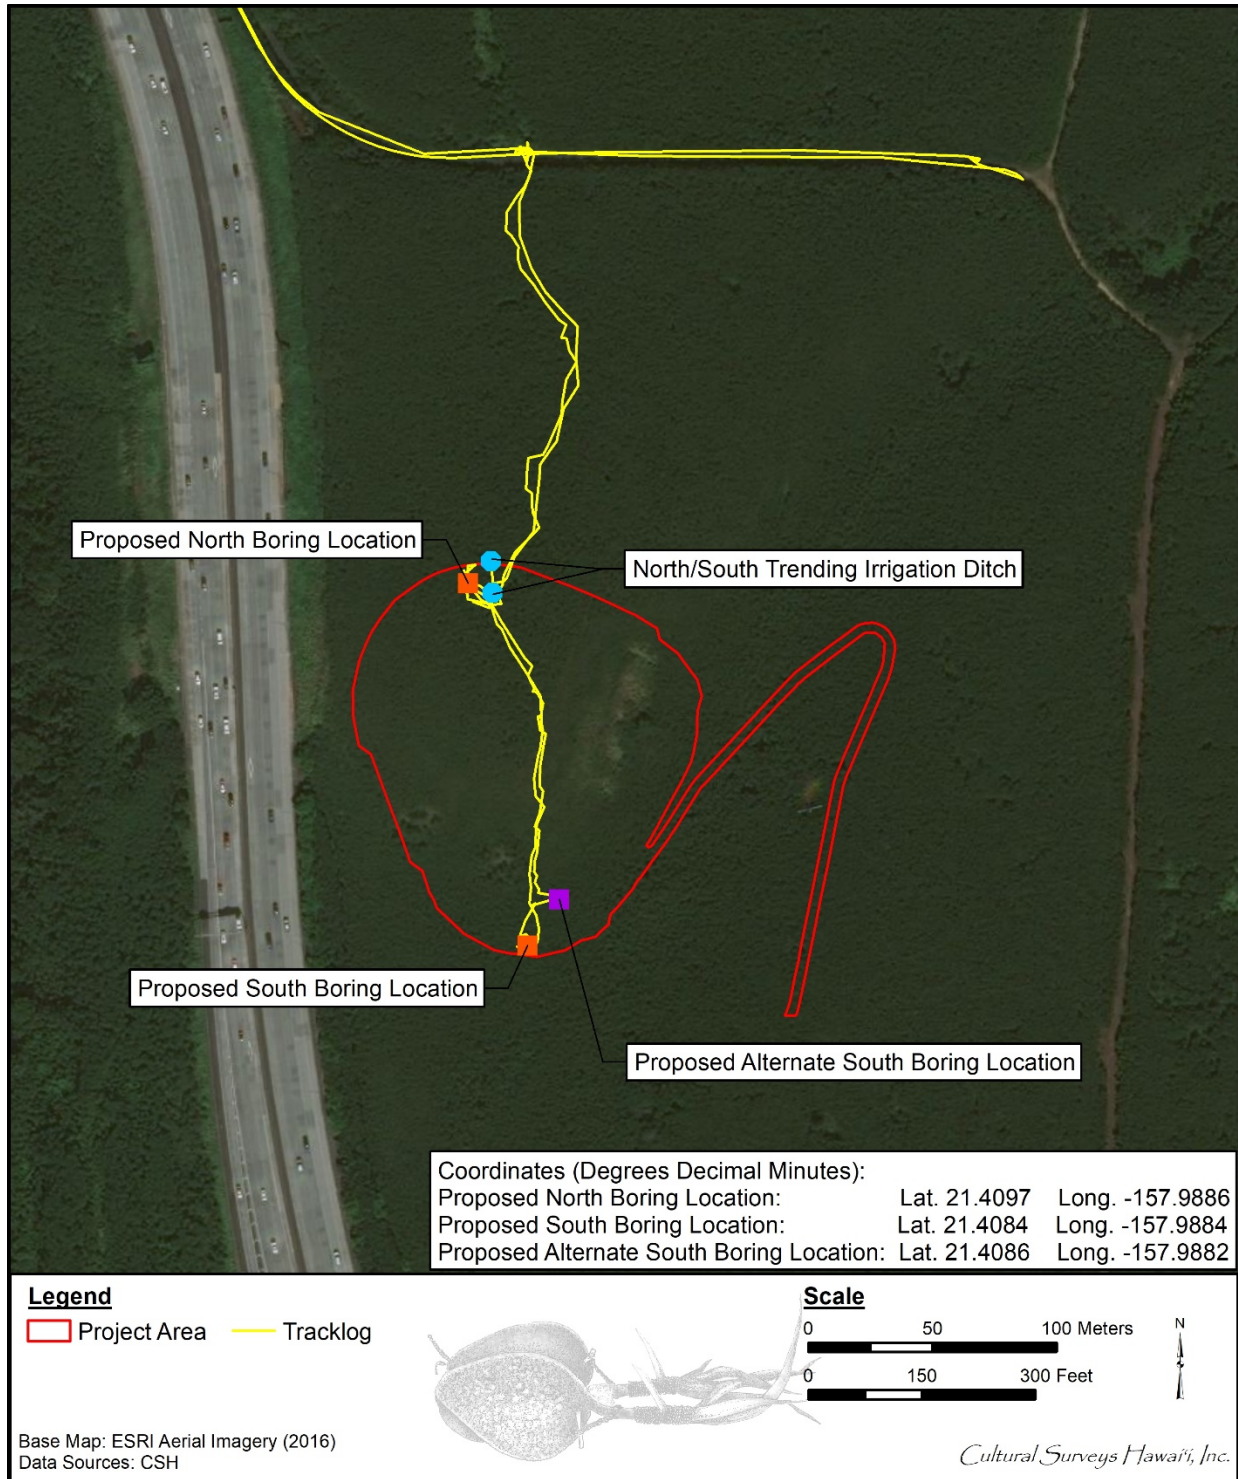 Proposed North Boring Location
North/South Trending Irrigation Ditch
Proposed South Boring Location
Proposed Alternate South Boring Location
Coordinates (Degrees Decimal Minutes):
Proposed North Boring Location: Lat. 21.4097 Long. -157.9886
Proposed South Boring Location: Lat. 21.4084 Long. -157.9884
Proposed Alternate South Boring Location: Lat. 21.4086 Long. -157.9882
Legend
Project Area Tracklog
Scale
0 50 100 Meters
0 150 300 Feet
N
Base Map: ESRI Aerial Imagery (2016)
Data Sources: CSH
Cultural Surveys Hawai‘i, Inc.